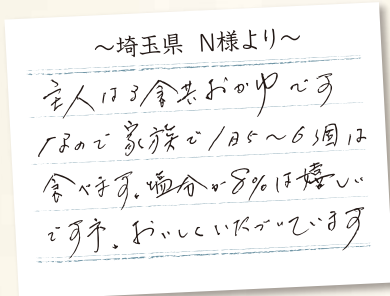 ～埼玉県 N様より～
主人は3食共おかゆです
なので家族で1日5～6個は
食べます。塩分が8%は嬉しい
です。おいしくいただいています